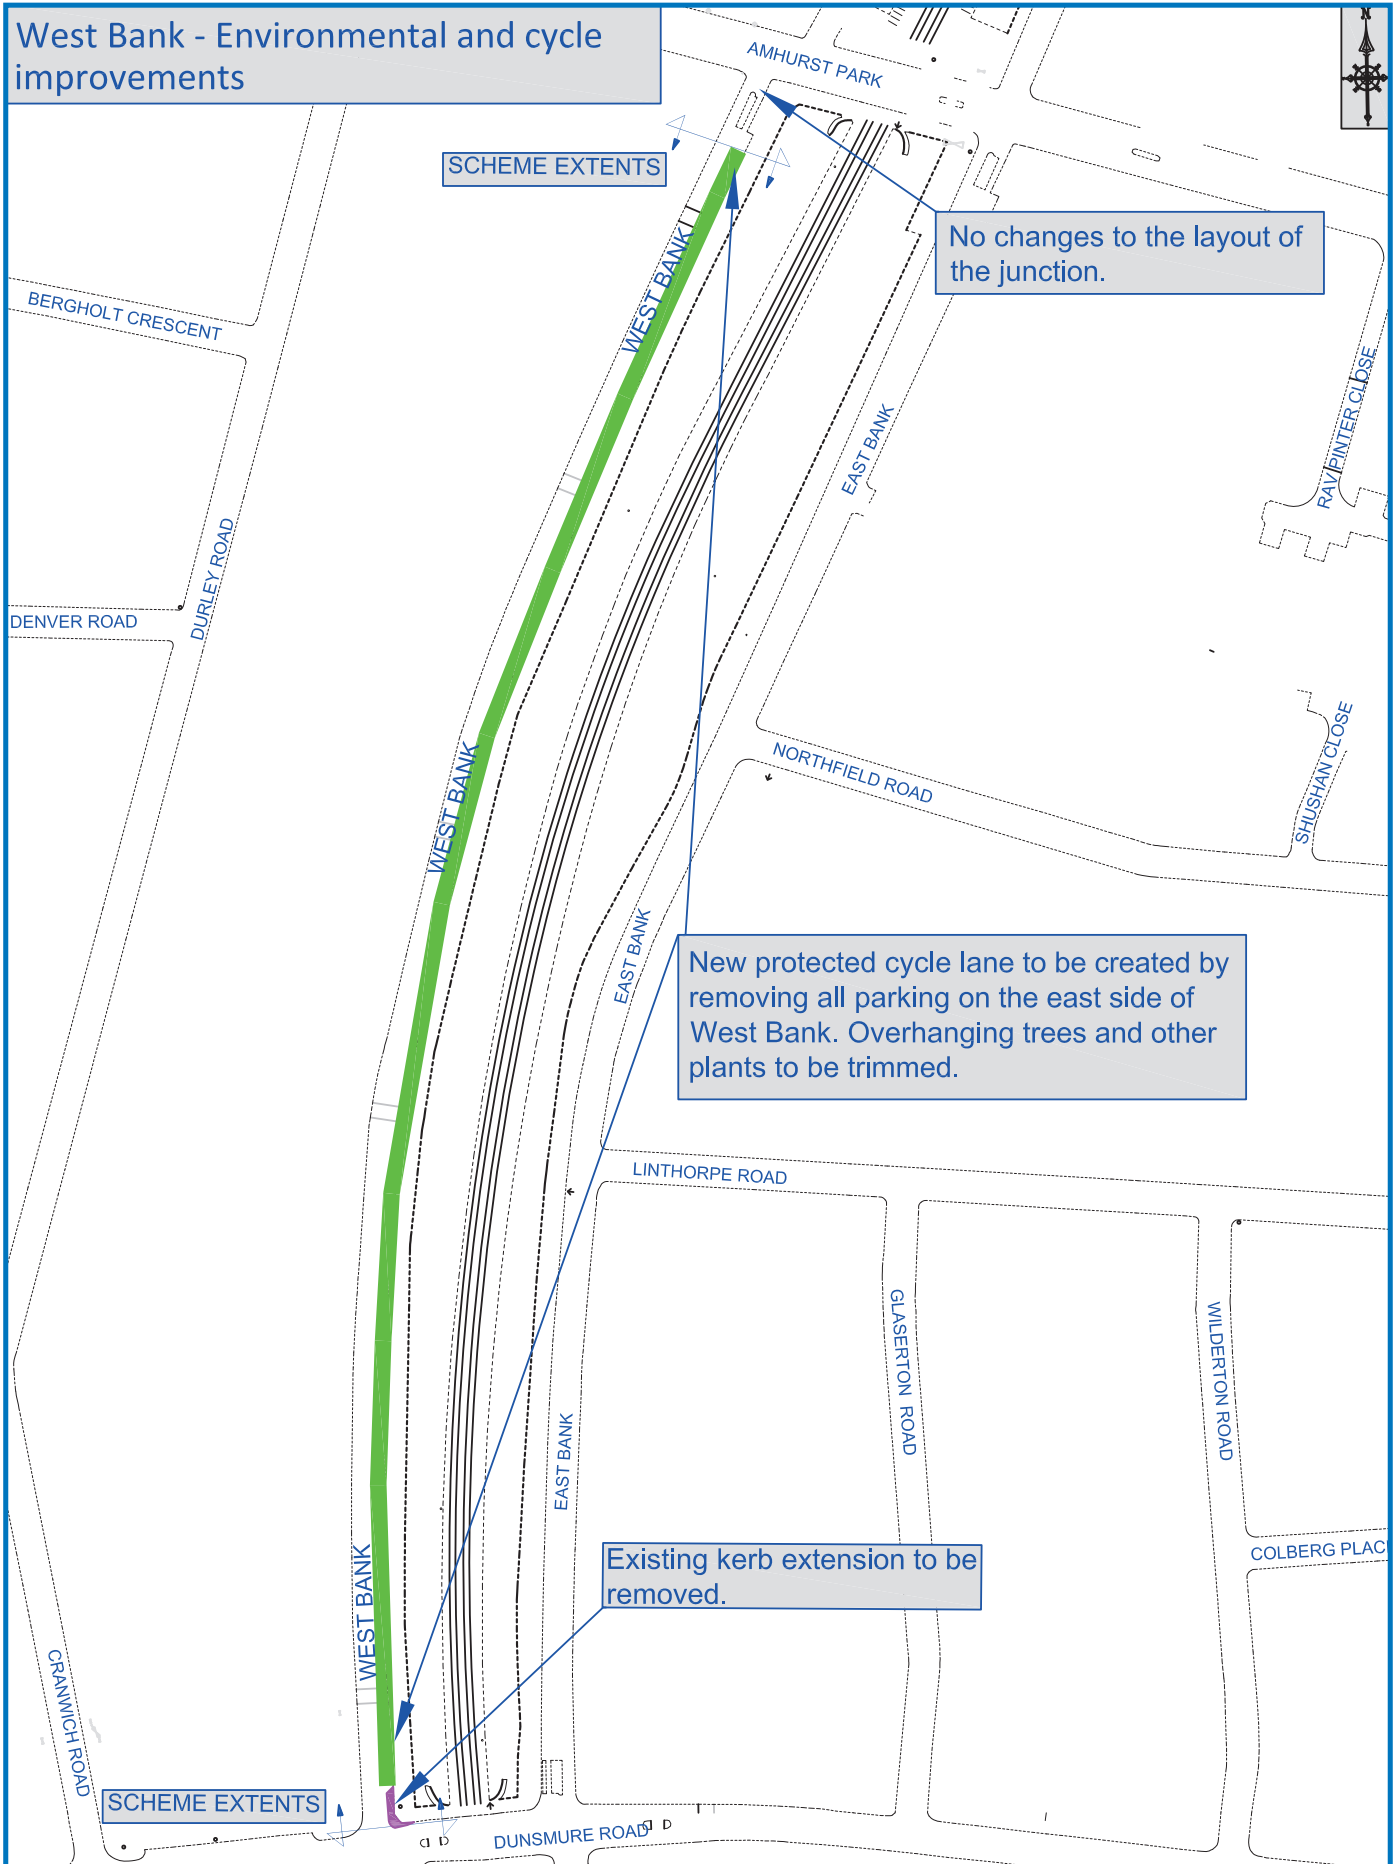 West Bank - Environmental and cycle
improvements
N
AMHURST PARK
SCHEME EXTENTS
No changes to the layout of
the junction.
WEST BANK
BERGHOLT CRESCENT
RAV PINTER CLOSE
EAST BANK
DURLEY ROAD
DENVER ROAD
WEST BANK
NORTHFIELD ROAD
SHUSHAN CLOSE
EAST BANK
New protected cycle lane to be created by
removing all parking on the east side of
West Bank. Overhanging trees and other
plants to be trimmed.
LINTHORPE ROAD
GLASERTON ROAD
WILDERTON ROAD
EAST BANK
WEST BANK
Existing kerb extension to be
removed.
COLBERG PLAC
CRANWICH ROAD
SCHEME EXTENTS
DUNSMURE ROAD